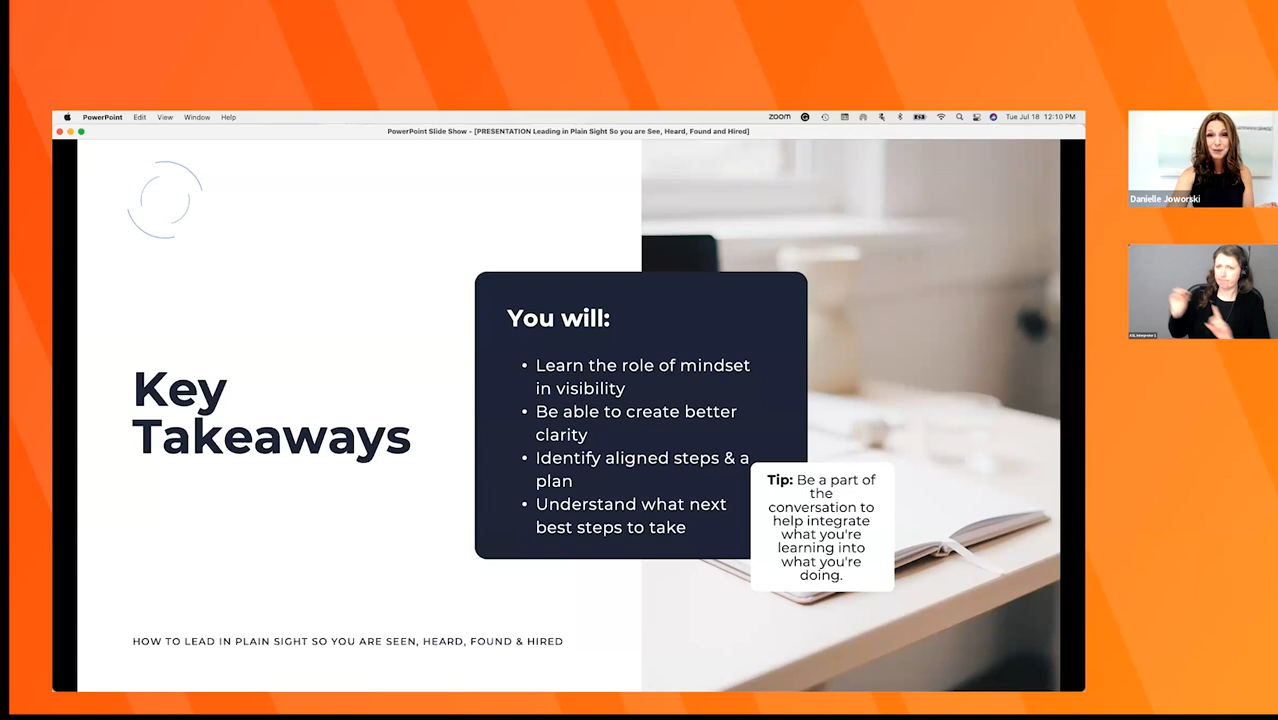 PowerPoint Edit View Window Help
zoom
Tue Jul 18 12:10 PM
PowerPoint Slide Show - [PRESENTATION Leading in Plain Sight So you are See, Heard, Found and Hired]
Key
Takeaways
You will:
• Learn the role of mindset
in visibility
• Be able to create better
clarity
• Identify aligned steps & a
plan
• Understand what next
best steps to take
Tip: Be a part of
the
conversation to
help integrate
what you're
learning into
what you're
doing.
HOW TO LEAD IN PLAIN SIGHT SO YOU ARE SEEN, HEARD, FOUND & HIRED
Danielle Joworski